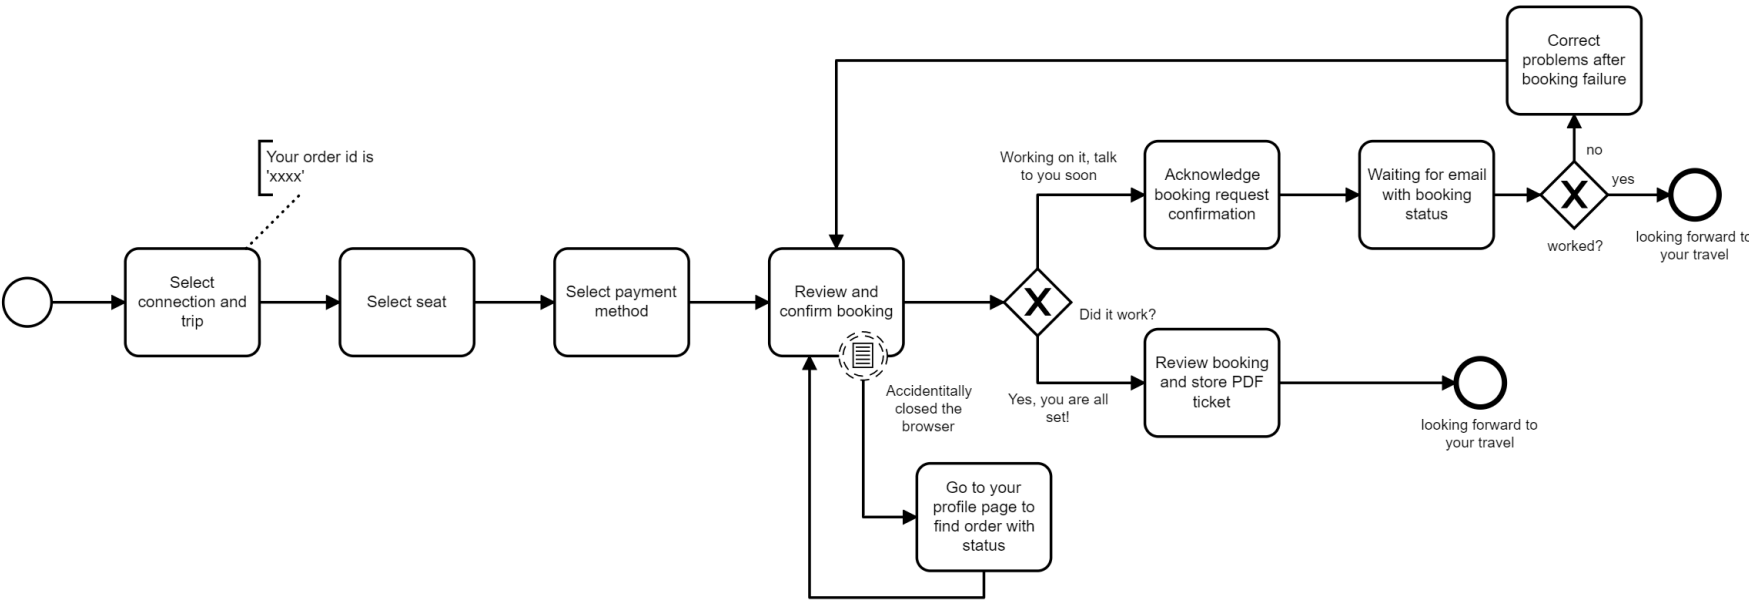 Correct
problems after
booking failure
Your order id is
'xxxx'
Working on it, talk
to you soon
Acknowledge
booking request
confirmation
Waiting for email
with booking
status
no
X
yes
worked?
looking forward to
your travel
Select
connection and
trip
Select seat
Select payment
method
Review and
confirm booking
X
Did it work?
Accidentitally
closed the
browser
Yes, you are all
set!
Review booking
and store PDF
ticket
looking forward to
your travel
Go to your
profile page to
find order with
status